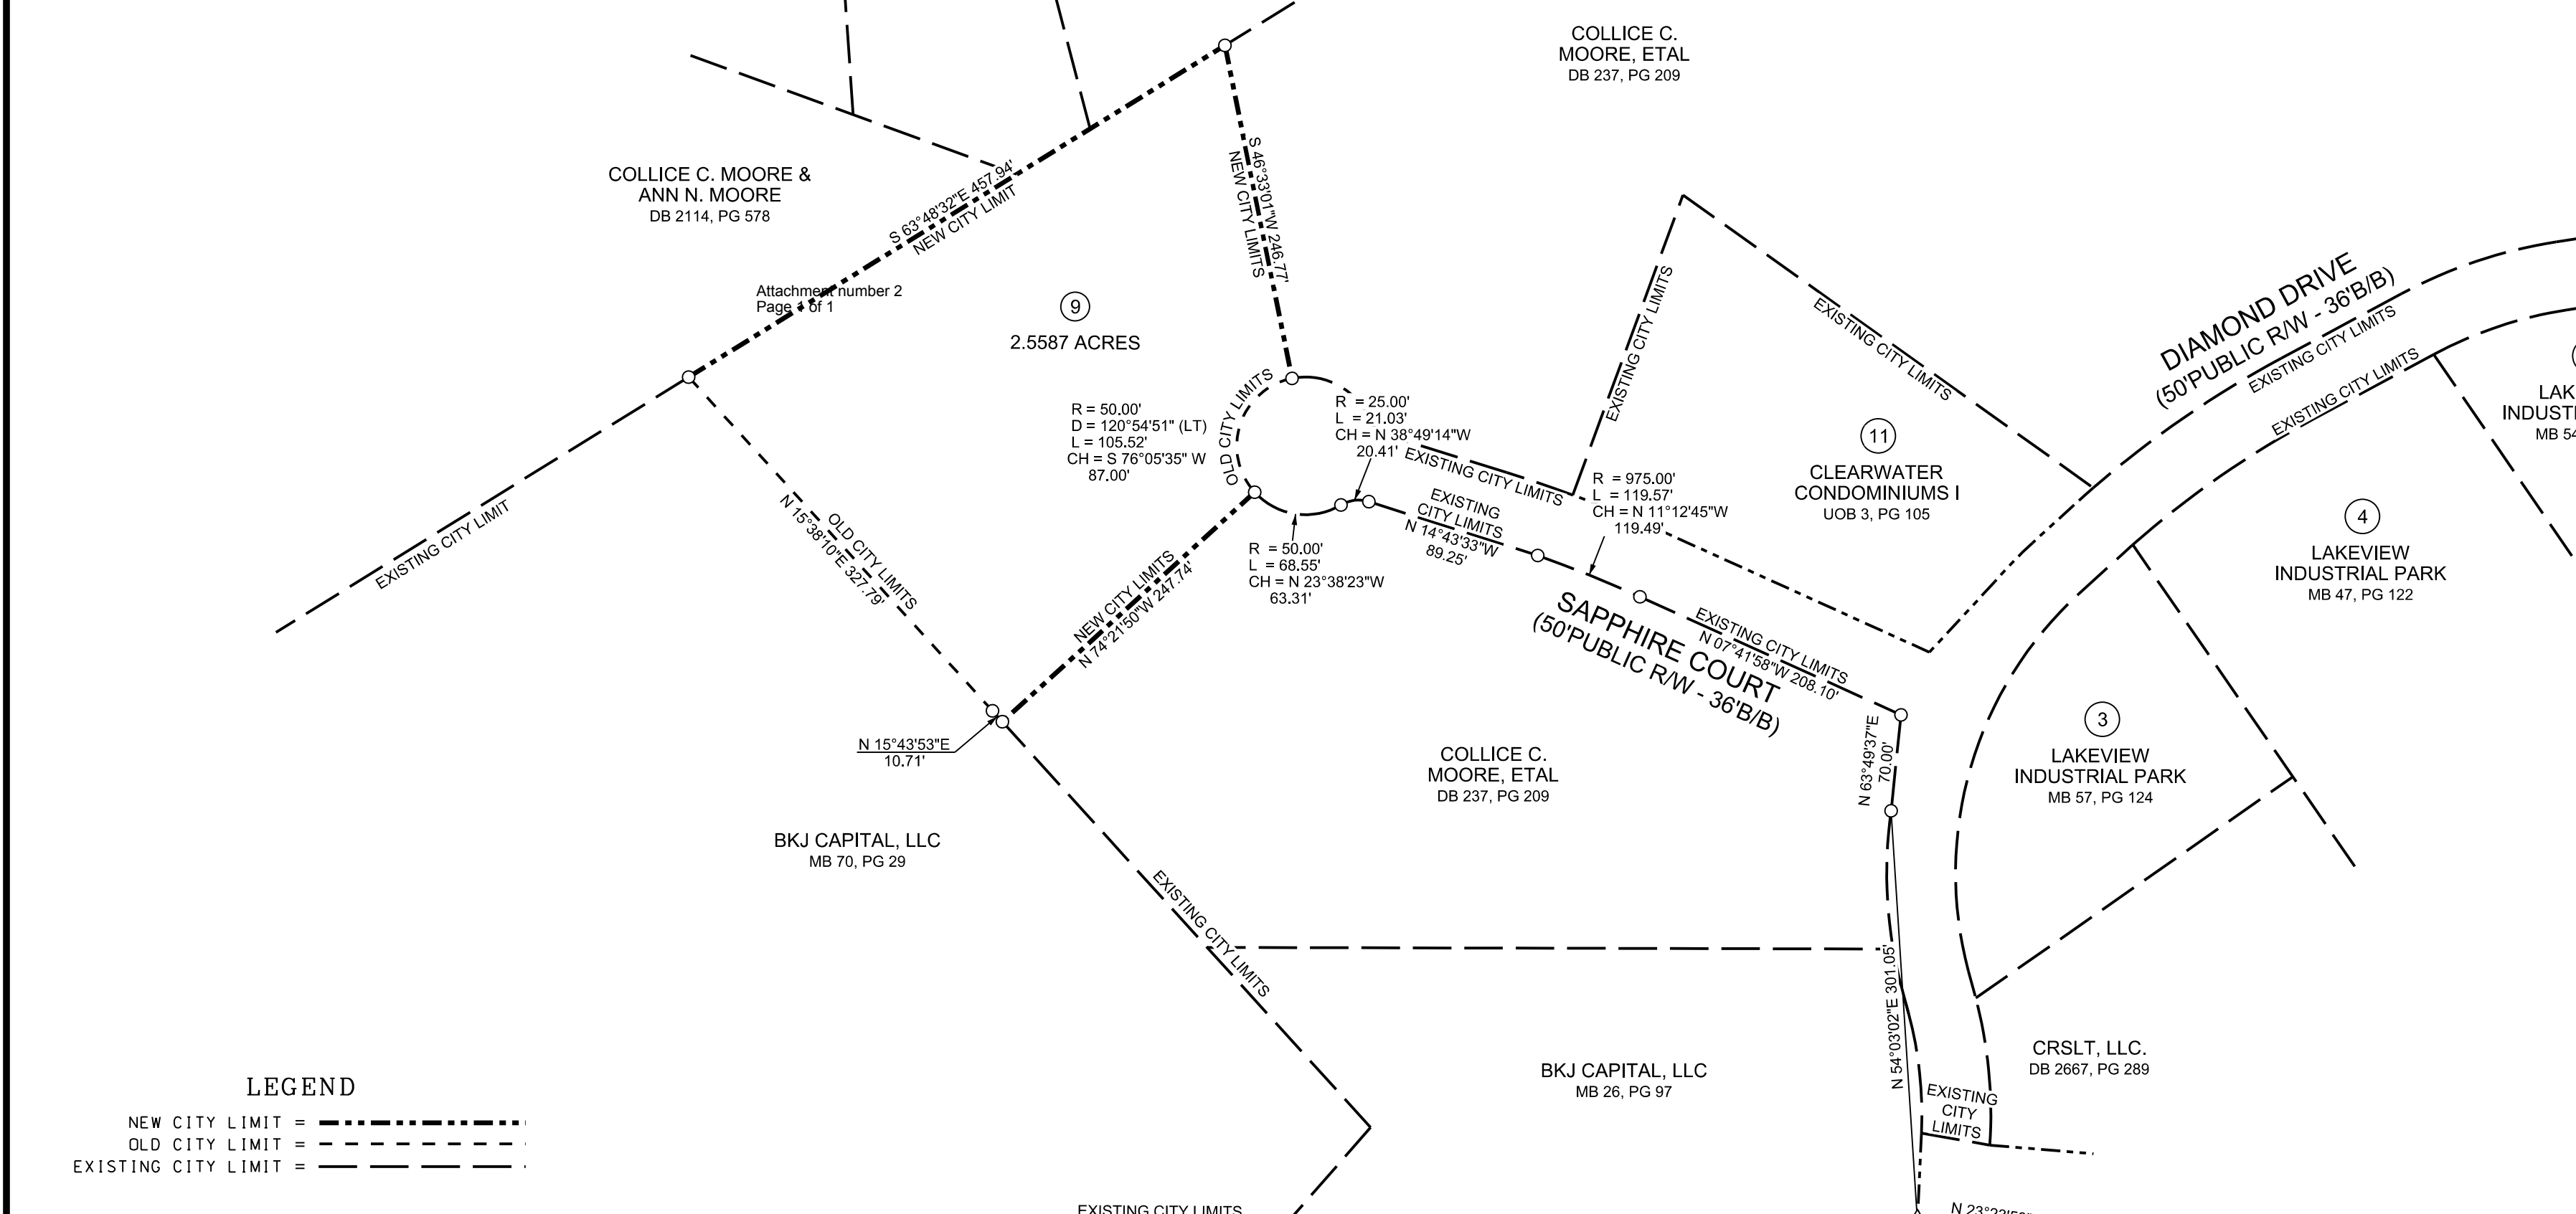 COLLICE C.
MOORE, ETAL
DB 237, PG 209
COLLICE C. MOORE &
ANN N. MOORE
DB 2114, PG 578
S 63°48'32"E 457.94'
NEW CITY LIMIT
S 46°33'01"W 246.77'
NEW CITY LIMITS
Attachment number 2
Page 1 of 1
9
2.5587 ACRES
EXISTING CITY LIMITS
EXISTING CITY LIMITS
DIAMOND DRIVE
(50'PUBLIC R/W - 36'B/B)
EXISTING CITY LIMITS
EXISTING CITY LIMITS
LAK
INDUST
MB 54
R = 50.00'
D = 120°54'51" (LT)
L = 105.52'
CH = S 76°05'35" W
87.00'
OLD CITY LIMITS
R = 25.00'
L = 21.03'
CH = N 38°49'14"W
20.41'
EXISTING CITY LIMITS
11
CLEARWATER
CONDOMINIUMS I
UOB 3, PG 105
R = 975.00'
L = 119.57'
CH = N 11°12'45"W
119.49'
EXISTING
CITY LIMITS
N 14°43'33"W
89.25'
4
LAKEVIEW
INDUSTRIAL PARK
MB 47, PG 122
EXISTING CITY LIMIT
OLD CITY LIMITS
N 15°38'10"E 327.79'
NEW CITY LIMITS
N 74°21'50"W 247.74'
R = 50.00'
L = 68.55'
CH = N 23°38'23"W
63.31'
SAPPHIRE COURT
(50'PUBLIC R/W - 36'B/B)
EXISTING CITY LIMITS
N 07°41'58"W 208.10'
N 15°43'53"E
10.71'
COLLICE C.
MOORE, ETAL
DB 237, PG 209
N 63°49'37"E
70.00'
3
LAKEVIEW
INDUSTRIAL PARK
MB 57, PG 124
BKJ CAPITAL, LLC
MB 70, PG 29
EXISTING CITY LIMITS
N 54°03'02"E 301.05'
BKJ CAPITAL, LLC
MB 26, PG 97
CRSLT, LLC.
DB 2667, PG 289
EXISTING
CITY
LIMITS
LEGEND
NEW CITY LIMIT =
OLD CITY LIMIT =
EXISTING CITY LIMIT =
EXISTING CITY LIMITS